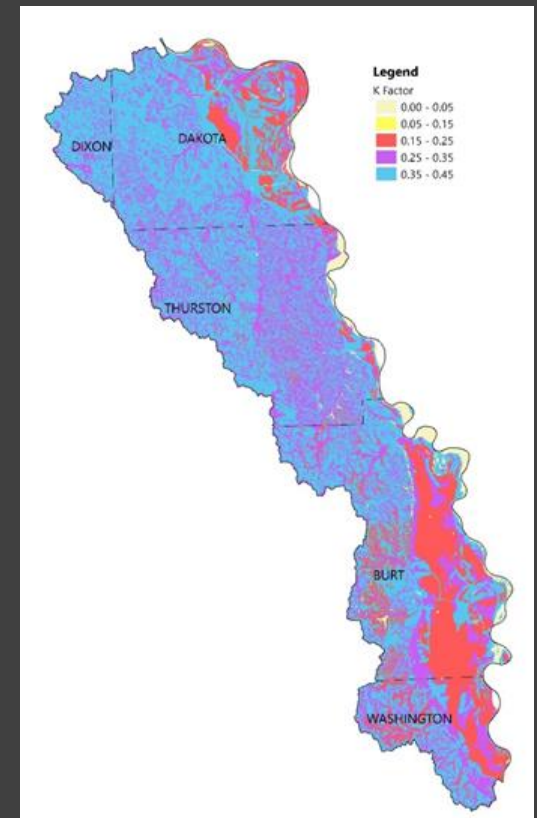 Legend
K Factor
0.00 - 0.05
0.05 - 0.15
0.15 - 0.25
0.25 - 0.35
0.35 - 0.45
DAKOTA
DIXON
THURSTON
BURT
WASHINGTON